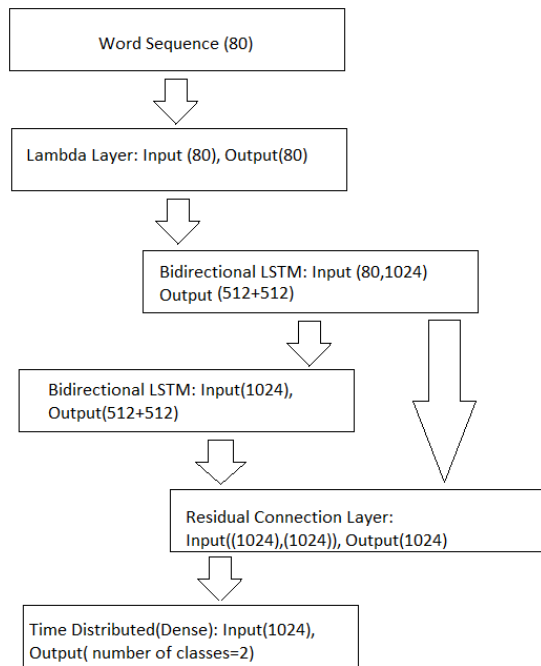 Word Sequence (80)
Lambda Layer: Input (80), Output(80)
Bidirectional LSTM: Input (80,1024)
Output (512+512)
Bidirectional LSTM: Input(1024),
Output(512+512)
Residual Connection Layer:
Input((1024),(1024)), Output(1024)
Time Distributed(Dense): Input(1024),
Output( number of classes=2)